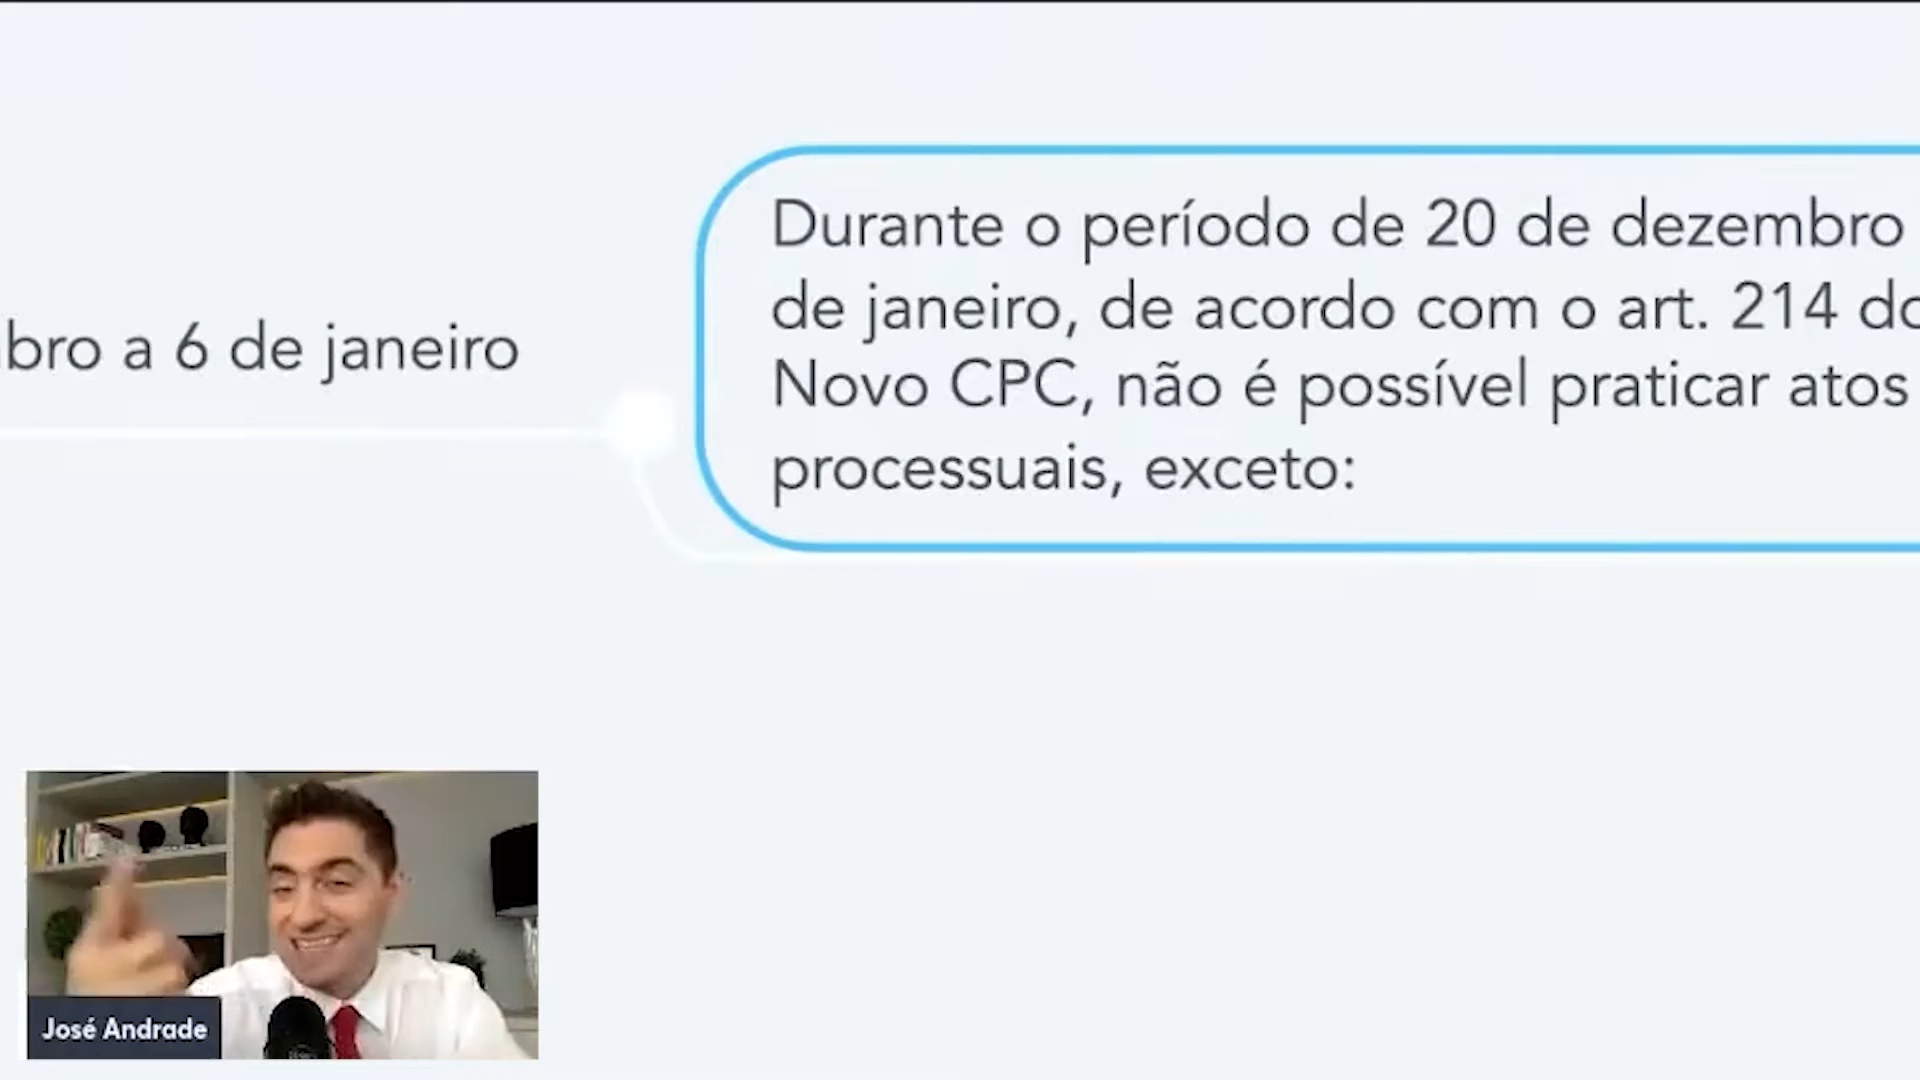 bro a 6 de janeiro
Durante o período de 20 de dezembro
de janeiro, de acordo com o art. 214 do
Novo CPC, não é possível praticar atos
processuais, exceto:
José Andrade